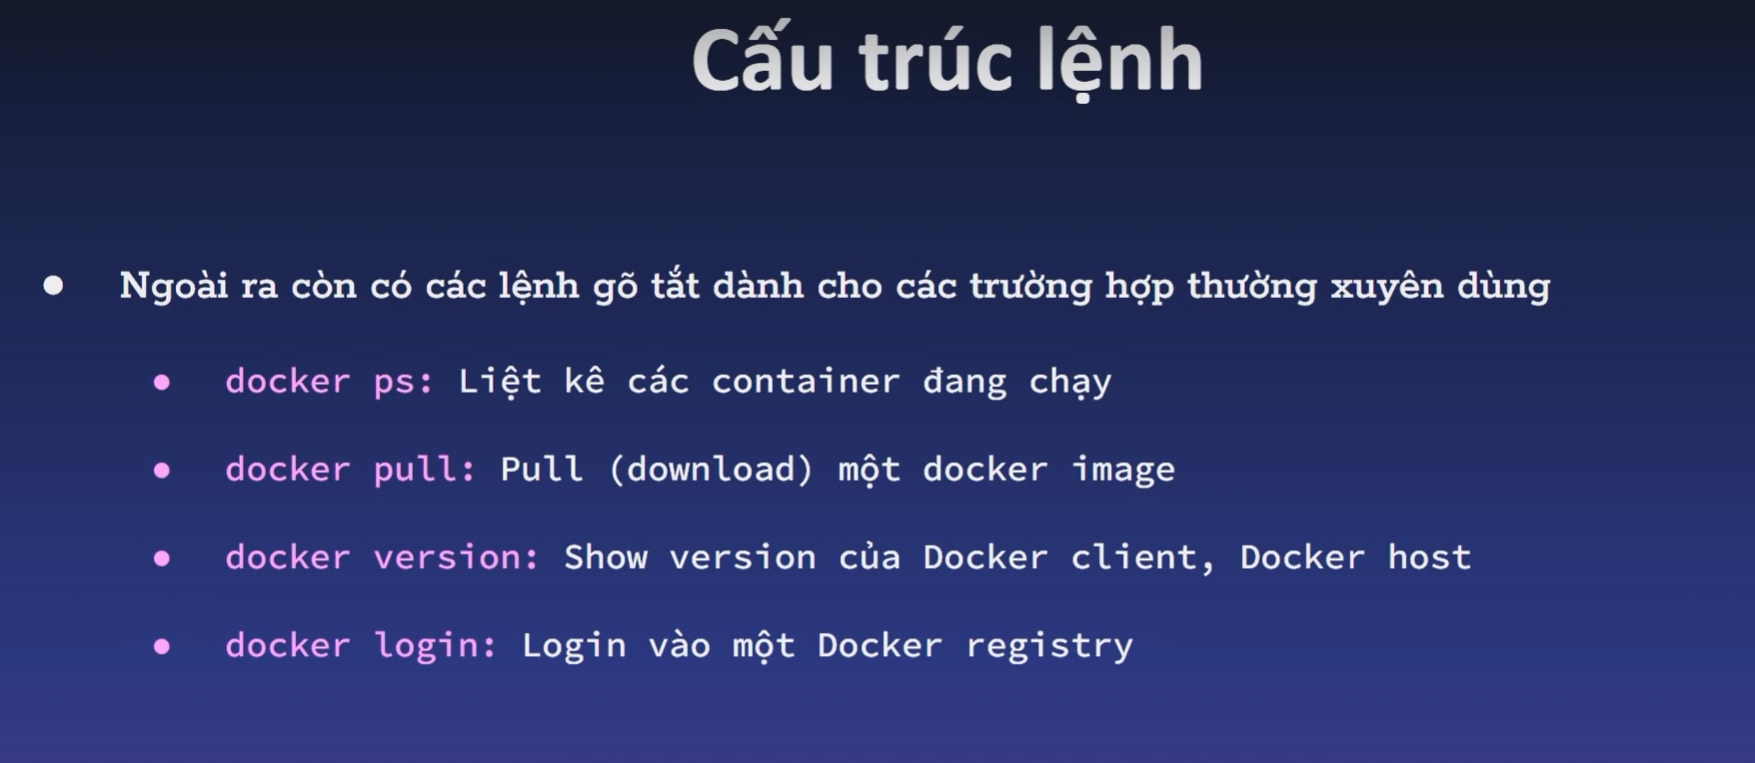 Cấu trúc lệnh
● Ngoài ra còn có các lệnh gõ tắt dành cho các trường hợp thường xuyên dùng
● docker ps: Liệt kê các container đang chạy
● docker pull: Pull (download) một docker image
● docker version: Show version của Docker client, Docker host
● docker login: Login vào một Docker registry